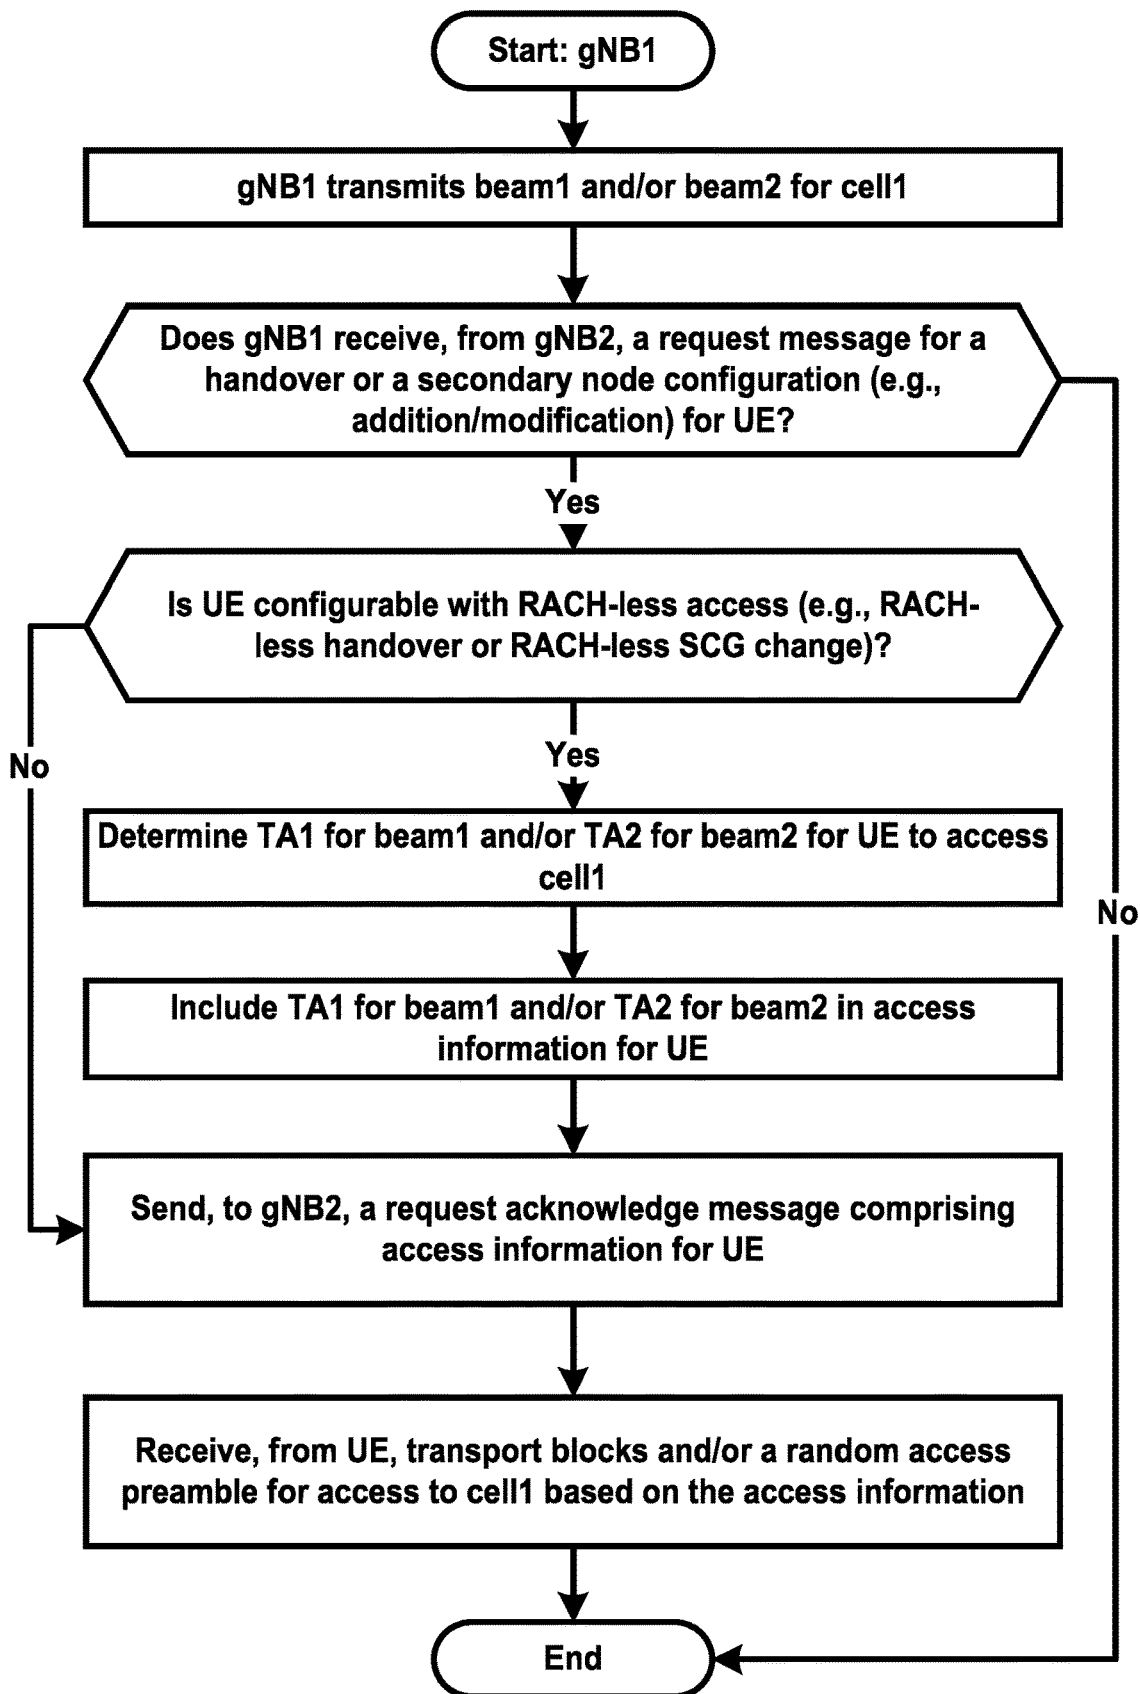 Start: gNB1
gNB1 transmits beam1 and/or beam2 for cell1
Does gNB1 receive, from gNB2, a request message for a
handover or a secondary node configuration (e.g.,
addition/modification) for UE?
Yes
Is UE configurable with RACH-less access (e.g., RACH-
less handover or RACH-less SCG change)?
No
Yes
Determine TA1 for beam1 and/or TA2 for beam2 for UE to access
cell1
No
Include TA1 for beam1 and/or TA2 for beam2 in access
information for UE
Send, to gNB2, a request acknowledge message comprising
access information for UE
Receive, from UE, transport blocks and/or a random access
preamble for access to cell1 based on the access information
End